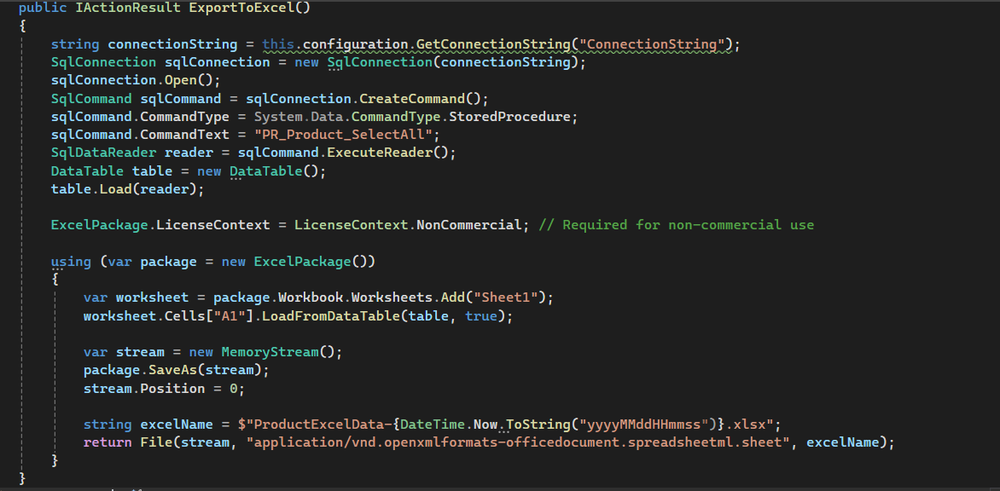 public IActionResult ExportToExcel()
{
string connectionString = this.configuration.GetConnectionString("ConnectionString");
SqlConnection sqlConnection = new SqlConnection(connectionString);
sqlConnection.Open();
SqlCommand sqlCommand = sqlConnection.CreateCommand();
sqlCommand.CommandType = System.Data.CommandType.StoredProcedure;
sqlCommand.CommandText = "PR_Product_SelectAll";
SqlDataReader reader = sqlCommand.ExecuteReader();
DataTable table = new DataTable();
table.Load(reader);
ExcelPackage.LicenseContext = LicenseContext.NonCommercial; // Required for non-commercial use
using (var package = new ExcelPackage())
{
var worksheet = package.Workbook.Worksheets.Add("Sheet1");
worksheet.Cells["A1"].LoadFromDataTable(table, true);
var stream = new MemoryStream();
package.SaveAs(stream);
stream.Position = 0;
string excelName = $"ProductExcelData-{DateTime.Now.ToString("yyyyMMddHHmmss")}.xlsx";
return File(stream, "application/vnd.openxmlformats-officedocument.spreadsheetml.sheet", excelName);
}
}